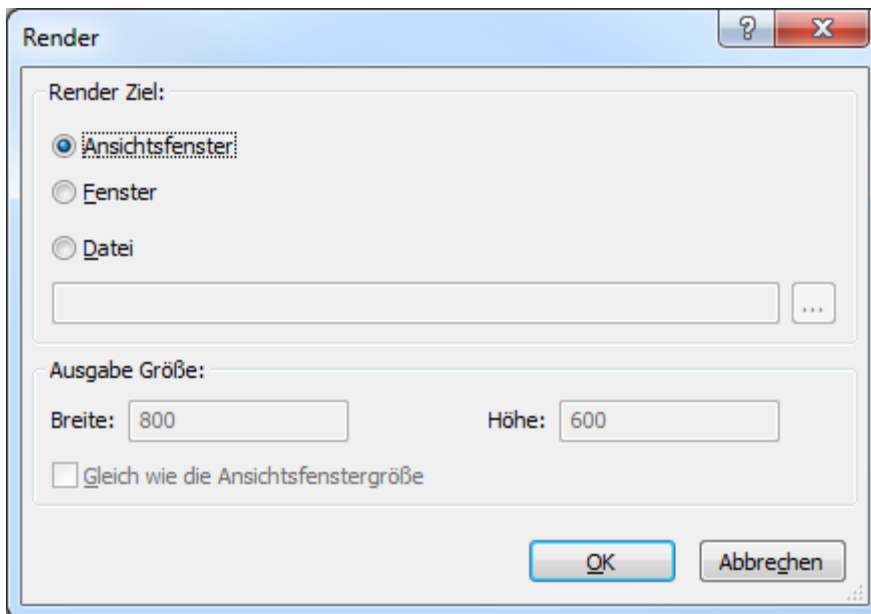 Render
Render Ziel:
Ansichtsfenster
Fenster
Datei
...
Ausgabe Größe:
Breite: 800 Höhe: 600
Gleich wie die Ansichtsfenstergröße
OK Abbrechen